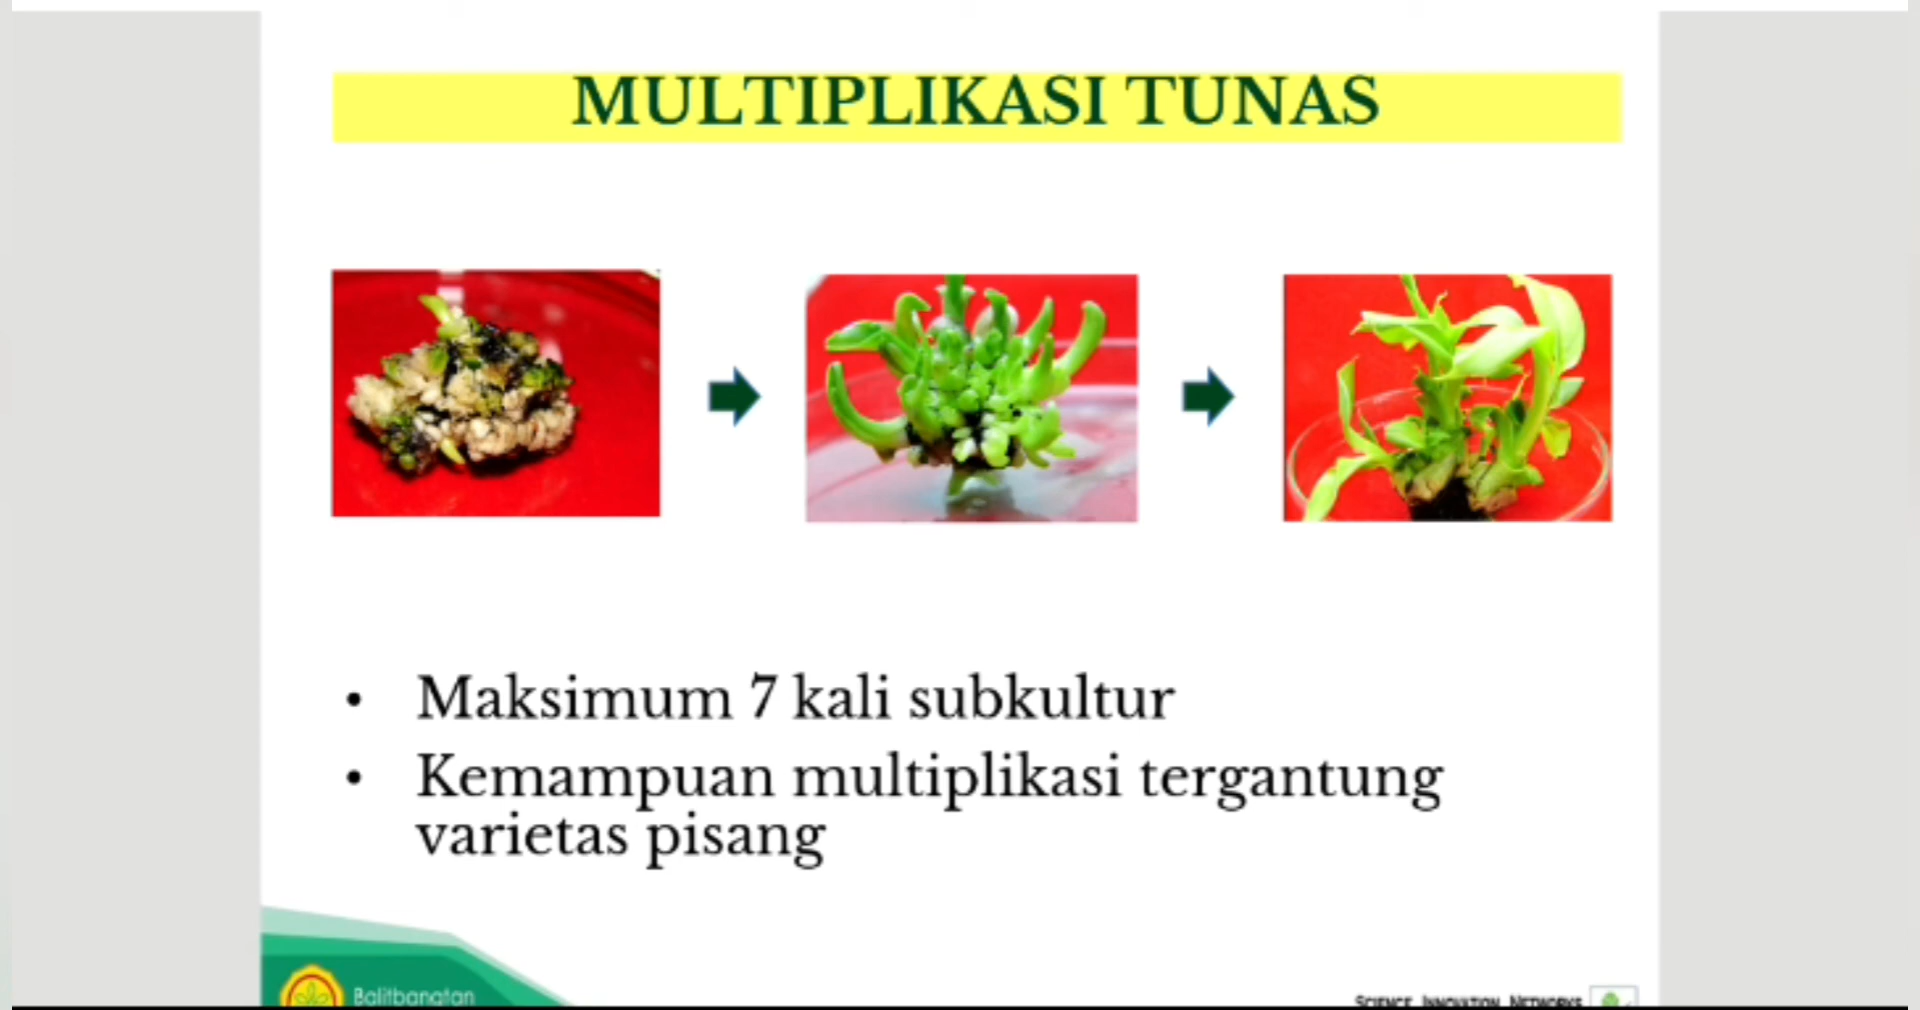 MULTIPLIKASI TUNAS
• Maksimum 7 kali subkultur
• Kemampuan multiplikasi tergantung
varietas pisang
Balitbangtan
SCIENCE. INNOVATION. NETWORKS